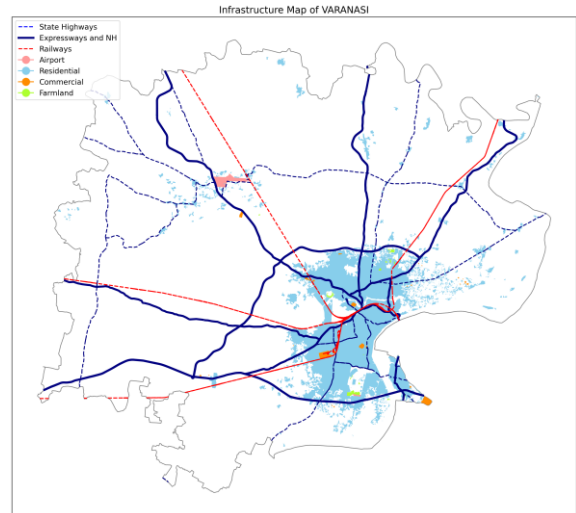 Infrastructure Map of VARANASI
State Highways
Expressways and NH
Railways
Airport
Residential
Commercial
Farmland